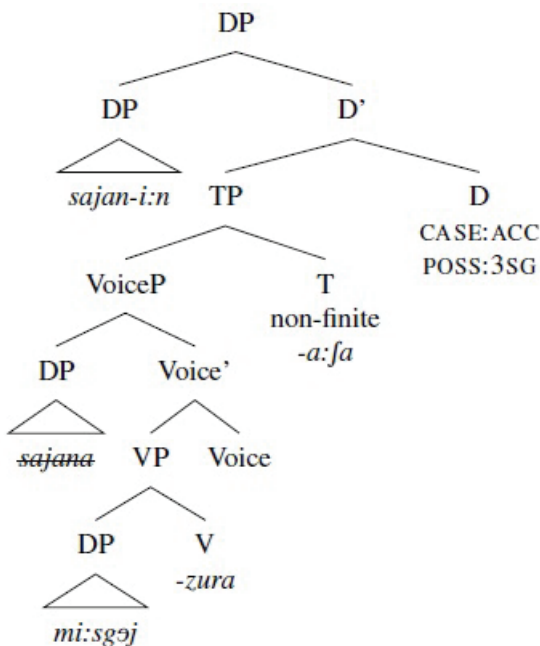 DP
DP D’
sajan-i:n TP D
CASE:ACC
VoiceP T POSS:3SG
non-finite
-a:ʃa
DP Voice’
sajana VP Voice
DP V
-zura
mi:sgɘj